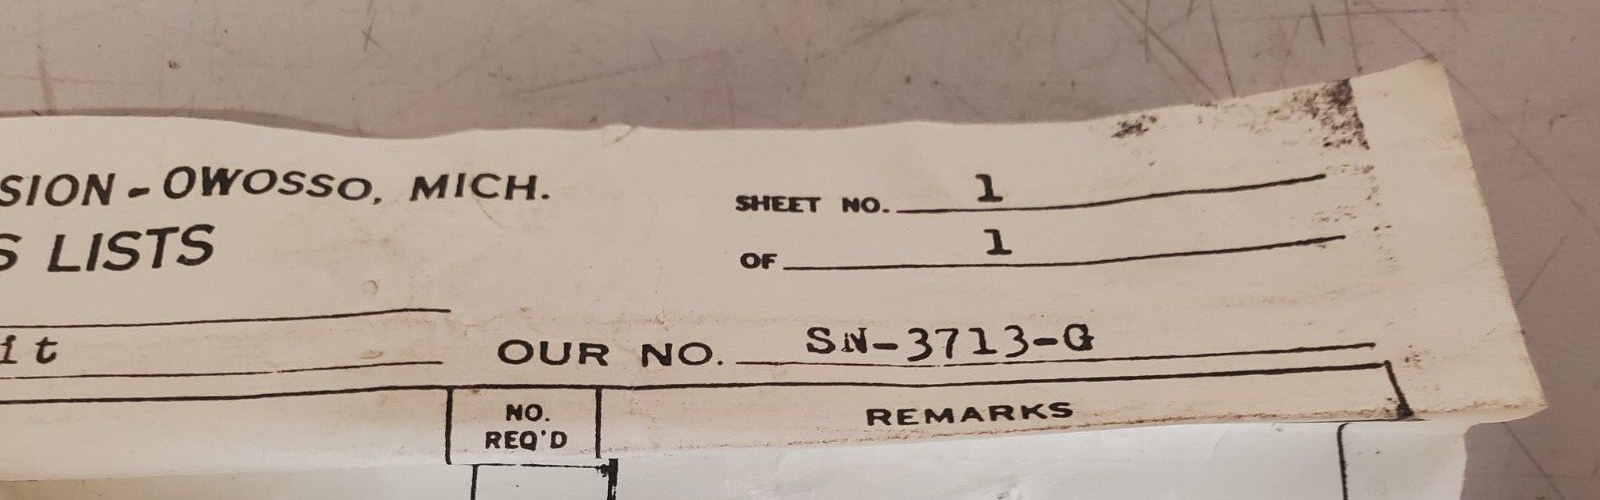 SION - OWOSSO, MICH.
S LISTS
SHEET NO. 1
OF 1
it
OUR NO. SN-3713-G
NO. REQ'D
REMARKS